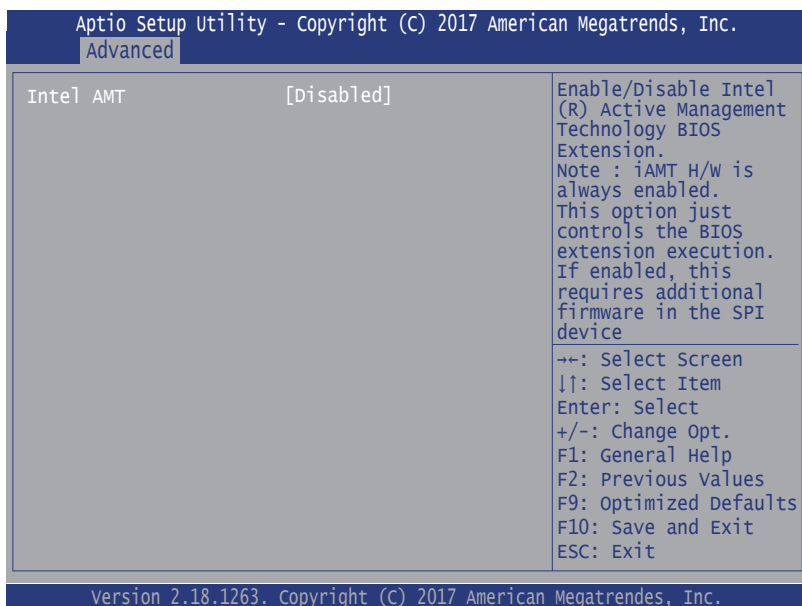 Aptio Setup Utility - Copyright (C) 2017 American Megatrends, Inc.
Advanced
Intel AMT [Disabled]
Enable/Disable Intel
(R) Active Management
Technology BIOS
Extension.
Note : iAMT H/W is
always enabled.
This option just
controls the BIOS
extension execution.
If enabled, this
requires additional
firmware in the SPI
device
→←: Select Screen
↓↑: Select Item
Enter: Select
+/-: Change Opt.
F1: General Help
F2: Previous Values
F9: Optimized Defaults
F10: Save and Exit
ESC: Exit
Version 2.18.1263. Copyright (C) 2017 American Megatrendes, Inc.